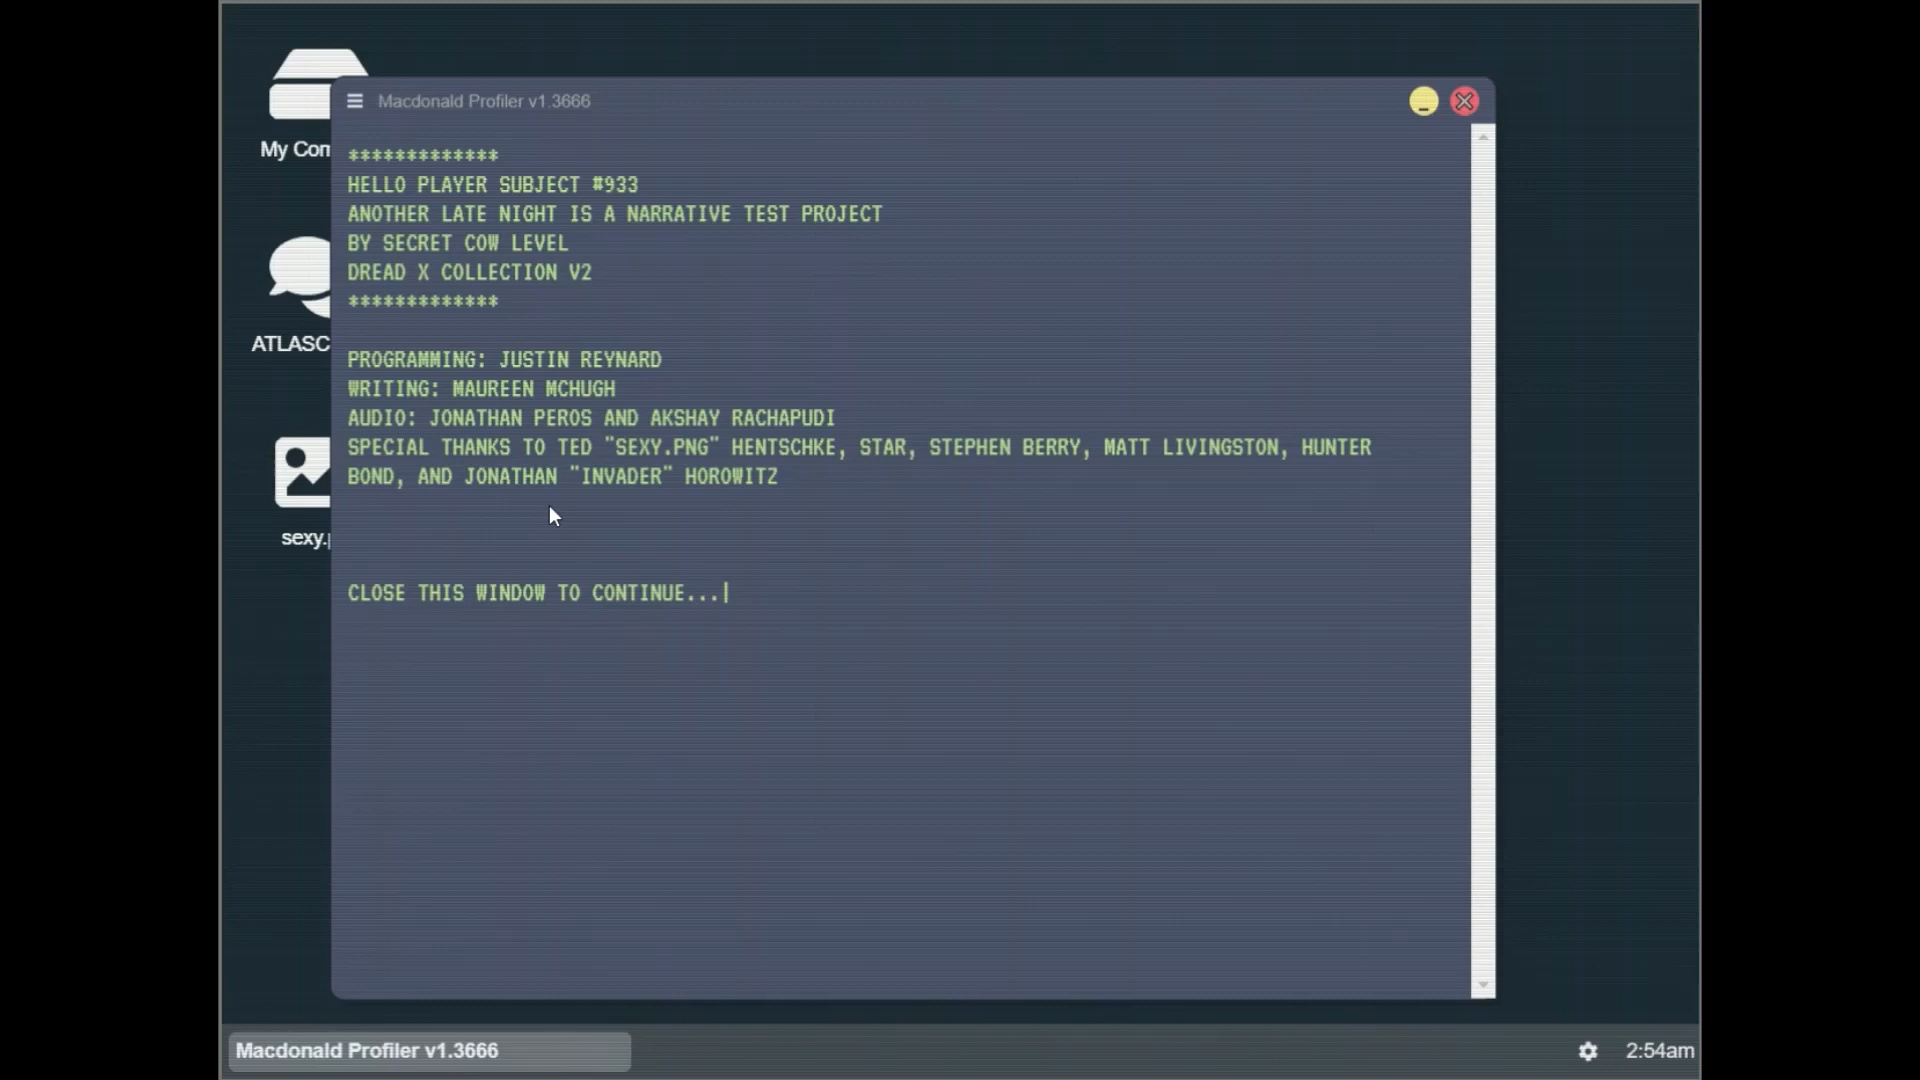 Macdonald Profiler v1.3666
My Com
*************
HELLO PLAYER SUBJECT #933
ANOTHER LATE NIGHT IS A NARRATIVE TEST PROJECT
BY SECRET COW LEVEL
DREAD X COLLECTION V2
*************
ATLASC
PROGRAMMING: JUSTIN REYNARD
WRITING: MAUREEN MCHUGH
AUDIO: JONATHAN PEROS AND AKSHAY RACHAPUDI
SPECIAL THANKS TO TED "SEXY.PNG" HENTSCHKE, STAR, STEPHEN BERRY, MATT LIVINGSTON, HUNTER
BOND, AND JONATHAN "INVADER" HOROWITZ
sexy.p
CLOSE THIS WINDOW TO CONTINUE...|
Macdonald Profiler v1.3666
2:54am